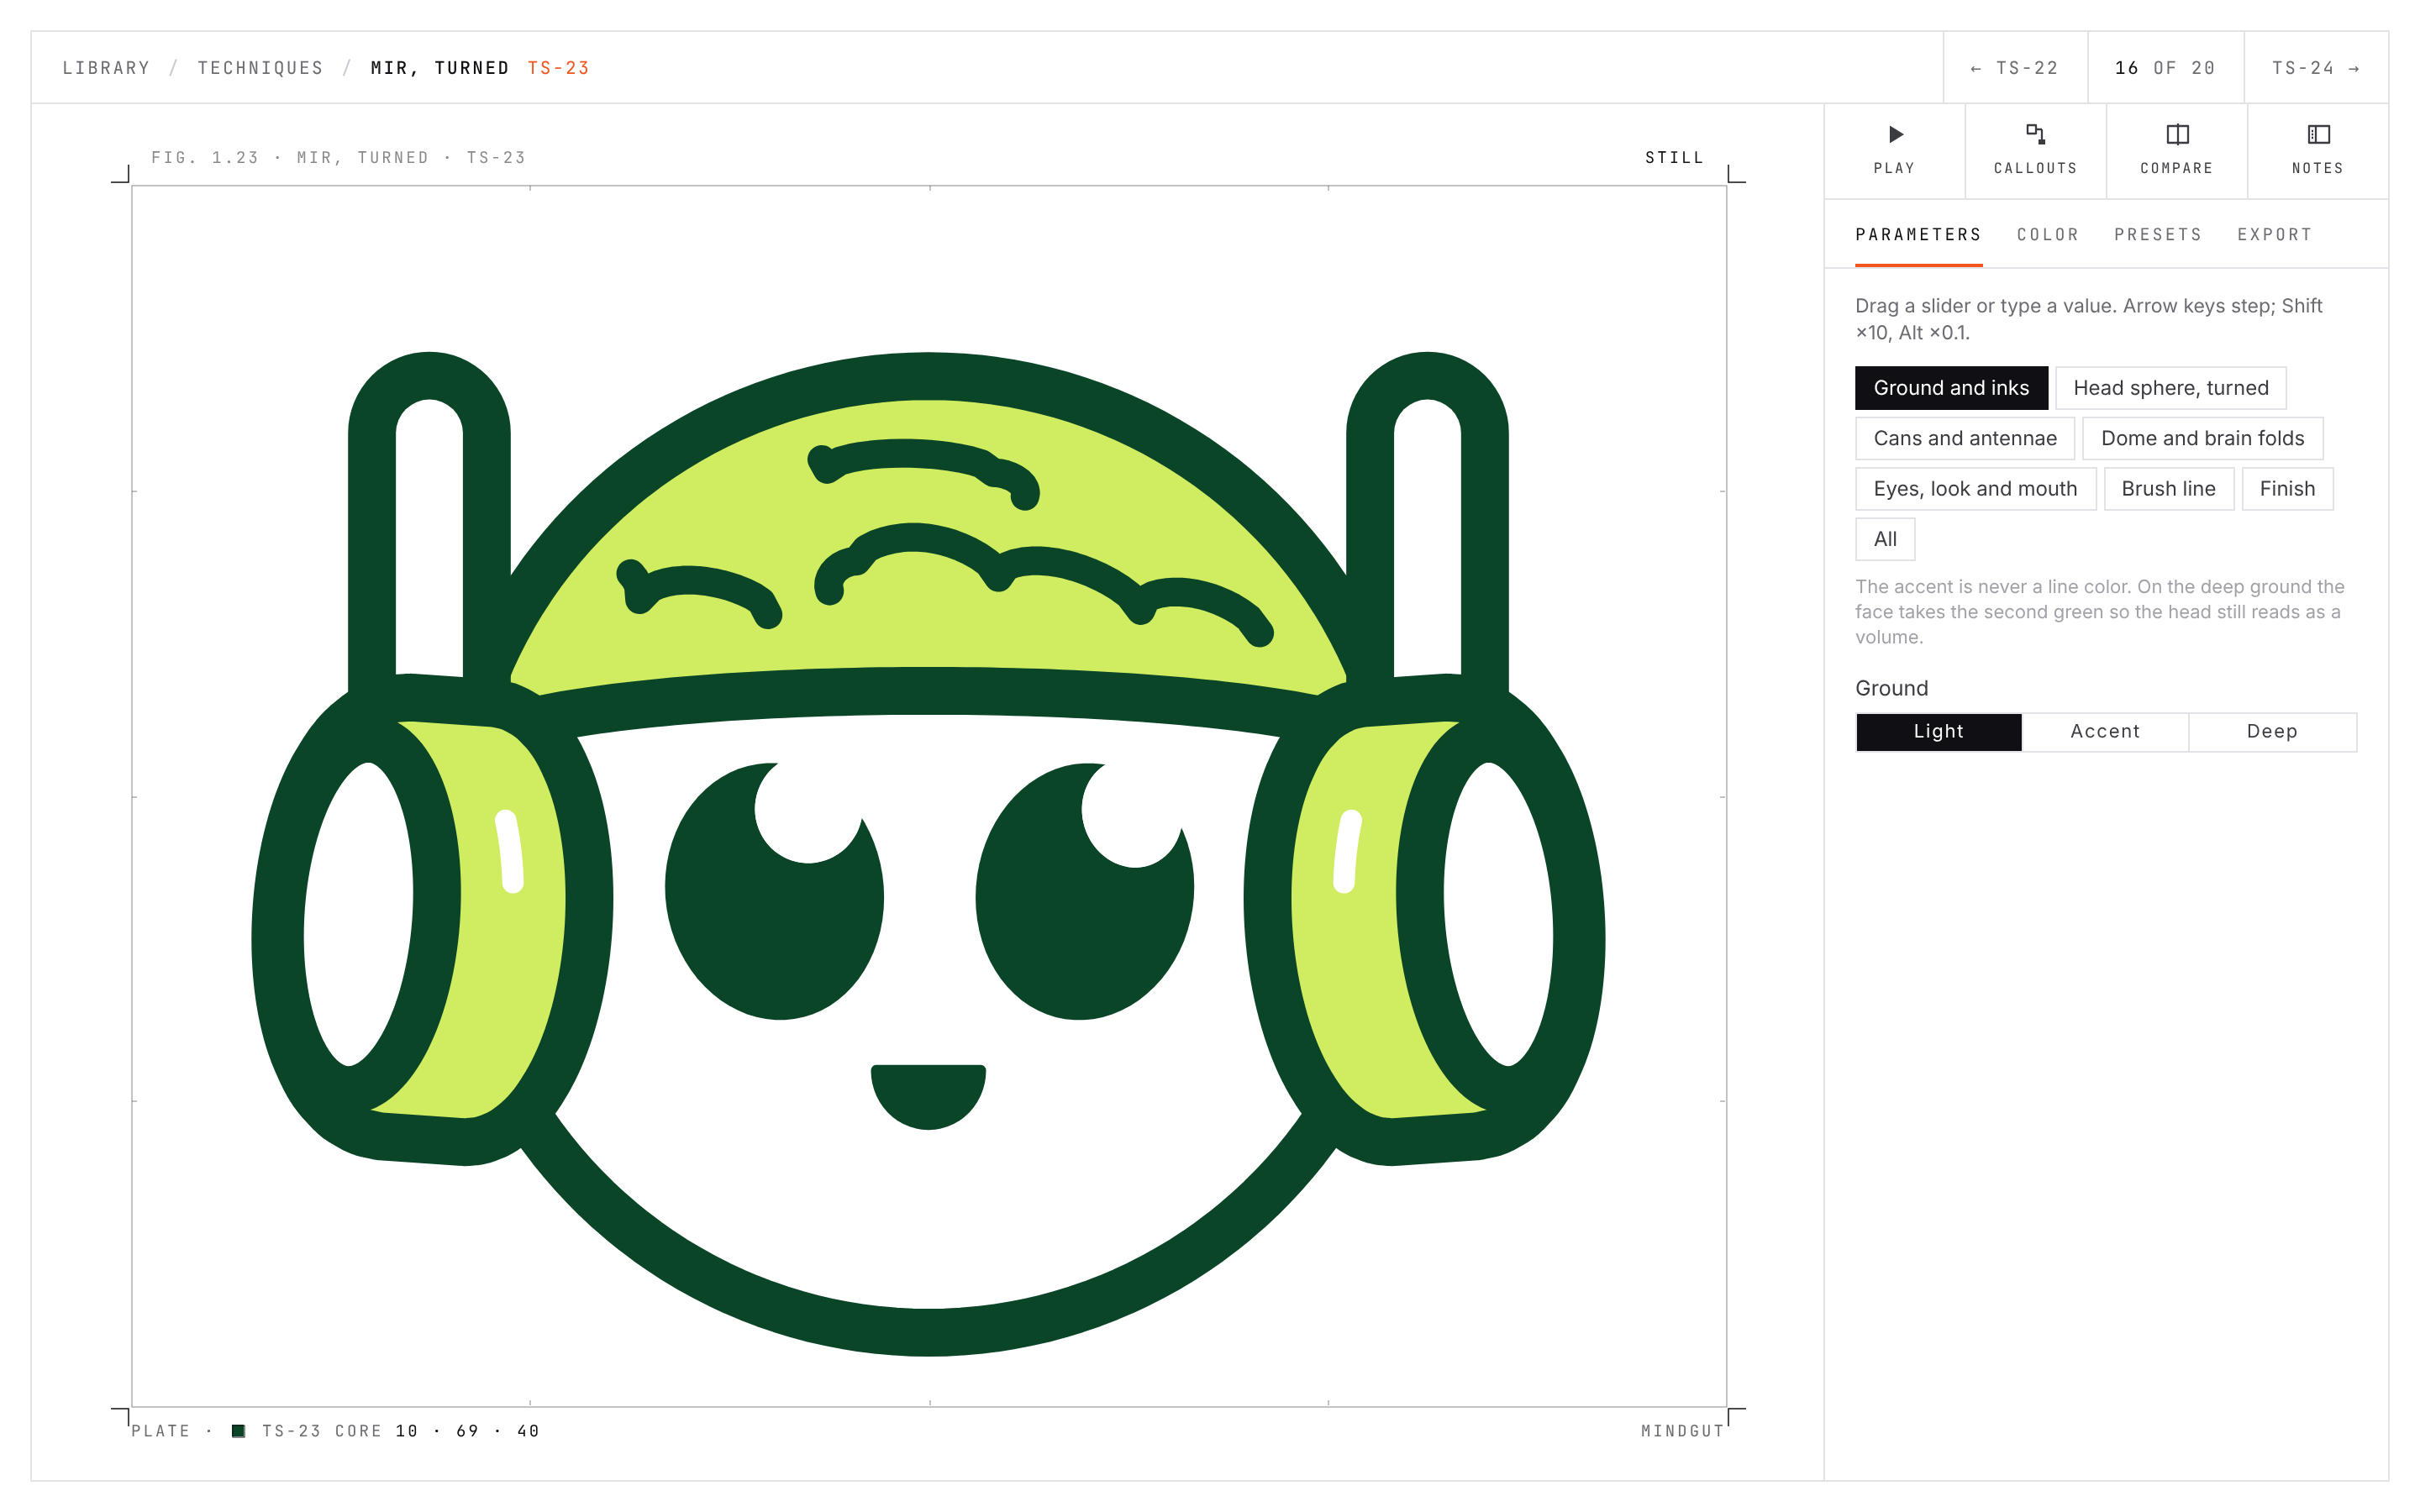 LIBRARY / TECHNIQUES / MIR, TURNED TS-23
← TS-22
16 OF 20
TS-24 →
FIG. 1.23 · MIR, TURNED · TS-23
STILL
PLAY
CALLOUTS
COMPARE
NOTES
PARAMETERS
COLOR
PRESETS
EXPORT
Drag a slider or type a value. Arrow keys step; Shift
×10, Alt ×0.1.
Ground and inks
Head sphere, turned
Cans and antennae
Dome and brain folds
Eyes, look and mouth
Brush line
Finish
All
The accent is never a line color. On the deep ground the
face takes the second green so the head still reads as a
volume.
Ground
Light
Accent
Deep
PLATE · TS-23 CORE 10 · 69 · 40
MINDGUT